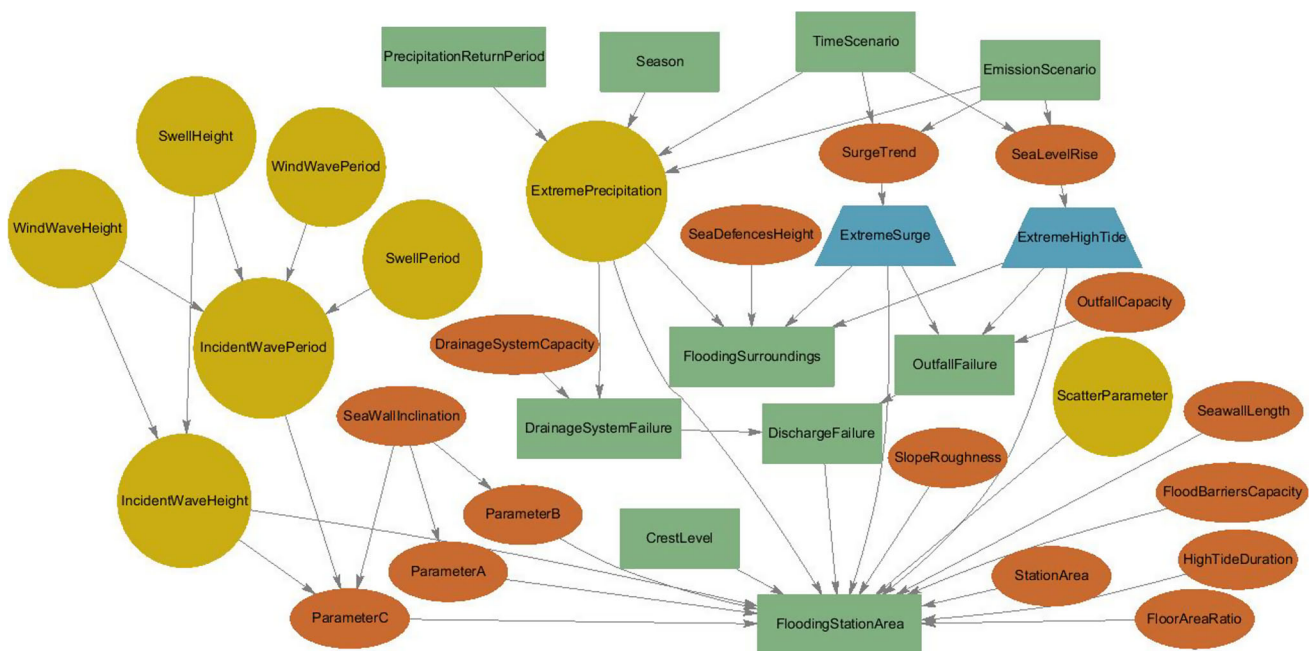 TimeScenario
PrecipitationReturnPeriod
Season
EmissionScenario
SwellHeight
SurgeTrend
SeaLevelRise
WindWavePeriod
ExtremePrecipitation
WindWaveHeight
SeaDefencesHeight
ExtremeSurge
ExtremeHighTide
SwellPeriod
OutfallCapacity
IncidentWavePeriod
DrainageSystemCapacity
FloodingSurroundings
OutfallFailure
ScatterParameter
SeaWallInclination
SeawallLength
DrainageSystemFailure
DischargeFailure
SlopeRoughness
IncidentWaveHeight
FloodBarriersCapacity
ParameterB
CrestLevel
HighTideDuration
ParameterA
StationArea
ParameterC
FloodingStationArea
FloorAreaRatio